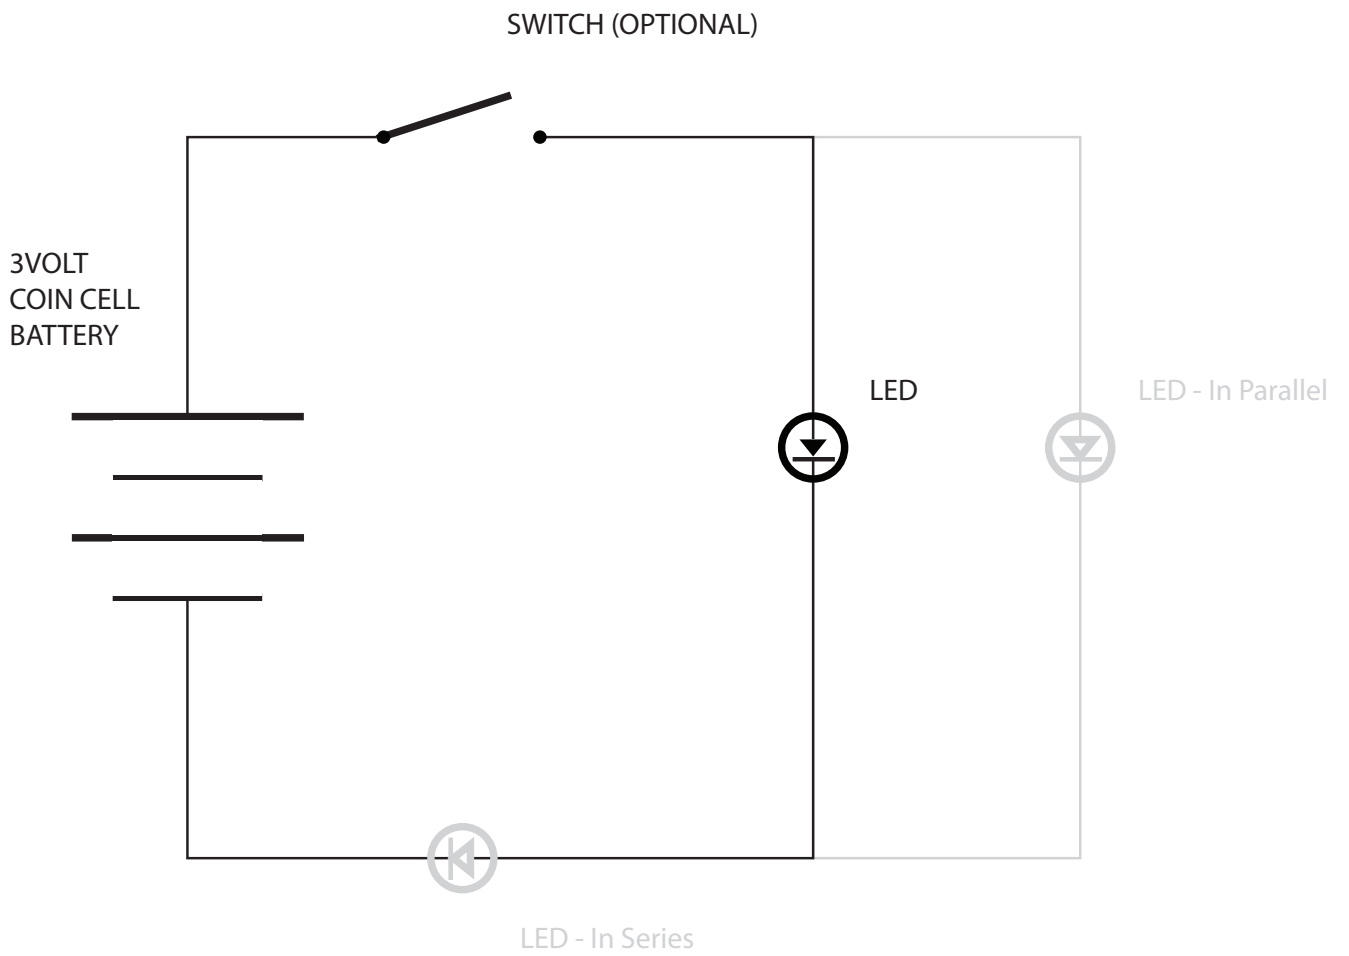 SWITCH (OPTIONAL)
3VOLT
COIN CELL
BATTERY
LED
LED - In Parallel
LED - In Series